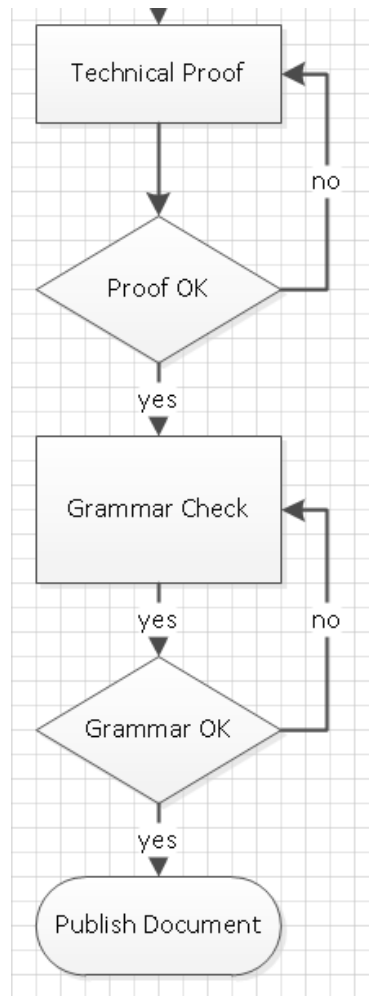 Technical Proof
no
Proof OK
yes
Grammar Check
yes
no
Grammar OK
yes
Publish Document